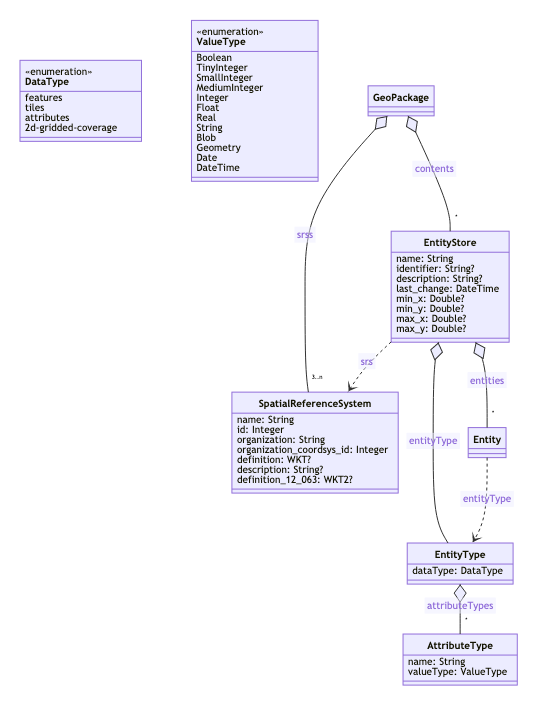 «enumeration»
DataType
features
tiles
attributes
2d-gridded-coverage
«enumeration»
ValueType
Boolean
TinyInteger
SmallInteger
MediumInteger
Integer
Float
Real
String
Blob
Geometry
Date
DateTime
GeoPackage
contents
srss
*
EntityStore
name: String
identifier: String?
description: String?
last_change: DateTime
min_x: Double?
min_y: Double?
max_x: Double?
max_y: Double?
srs
3..n
entities
*
SpatialReferenceSystem
name: String
id: Integer
organization: String
organization_coordsys_id: Integer
definition: WKT?
description: String?
definition_12_063: WKT2?
entityType
Entity
entityType
EntityType
dataType: DataType
attributeTypes
*
AttributeType
name: String
valueType: ValueType